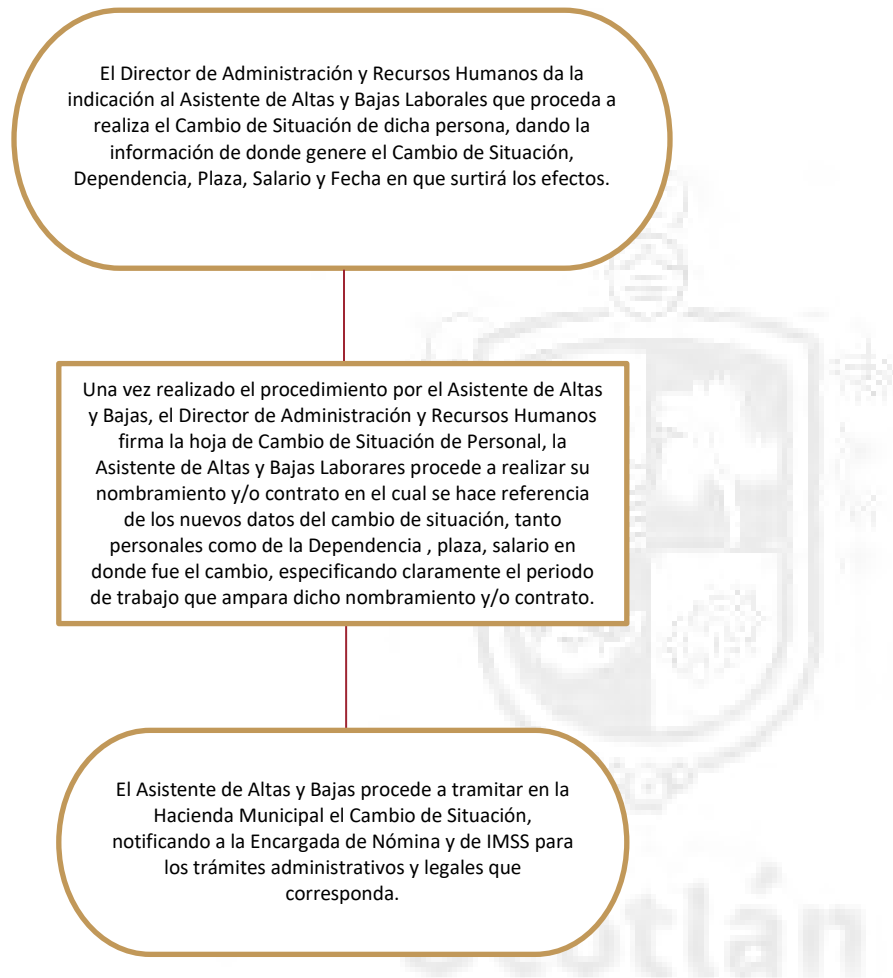 El Director de Administración y Recursos Humanos da la
indicación al Asistente de Altas y Bajas Laborales que proceda a
realiza el Cambio de Situación de dicha persona, dando la
información de donde genere el Cambio de Situación,
Dependencia, Plaza, Salario y Fecha en que surtirá los efectos.
Una vez realizado el procedimiento por el Asistente de Altas
y Bajas, el Director de Administración y Recursos Humanos
firma la hoja de Cambio de Situación de Personal, la
Asistente de Altas y Bajas Laborares procede a realizar su
nombramiento y/o contrato en el cual se hace referencia
de los nuevos datos del cambio de situación, tanto
personales como de la Dependencia , plaza, salario en
donde fue el cambio, especificando claramente el periodo
de trabajo que ampara dicho nombramiento y/o contrato.
El Asistente de Altas y Bajas procede a tramitar en la
Hacienda Municipal el Cambio de Situación,
notificando a la Encargada de Nómina y de IMSS para
los trámites administrativos y legales que
corresponda.